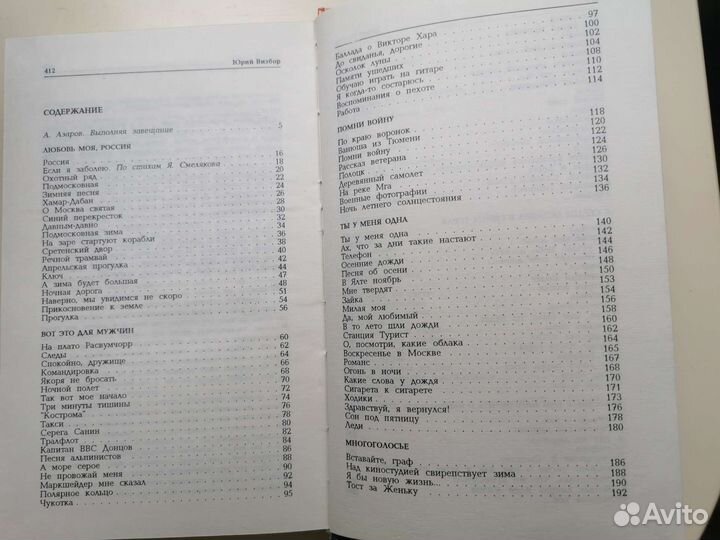 412 Юрий Визбор
СОДЕРЖАНИЕ
А. Азаров. Выполняя завещание 5
ЛЮБОВЬ МОЯ, РОССИЯ
Россия 16
Если я заболею. По стихам Я. Смелякова 18
Охотный ряд 20
Подмосковная 22
Зимняя песня 24
Хамар-Дабан 26
О Москва святая 28
Синий перекресток 30
Давным-давно 32
Подмосковная зима 34
На заре стартуют корабли 36
Сретенский двор 38
Речной трамвай 40
Апрельская прогулка 42
Ключ 44
А зима будет большая 47
Ночная дорога 48
Наверно, мы увидимся не скоро 51
Прикосновение к земле 54
Прогулка 56
ВОТ ЭТО ДЛЯ МУЖЧИН
На плато Расвумчорр 60
Следы 62
Спокойно, дружище 64
Командировка 66
Якоря не бросать 68
Ночной полет 70
Так вот мое начало 72
Три минуты тишины 74
"Кострома" 76
Такси 78
Серега Санин 80
Тралфлот 82
Капитан ВВС Донцов 84
Песня альпинистов 86
А море серое 88
Не провожай меня 90
Маркшейдер мне сказал 92
Полярное кольцо 94
Чукотка 95
Баллада о Викторе Хара 97
До свиданья, дорогие 100
Осколок луны 102
Памяти ушедших 104
Обучаю играть на гитаре 108
Я когда-то состарюсь 110
Воспоминания о пехоте 112
Работа 114
ПОМНИ ВОЙНУ
По краю воронок 118
Ванюша из Тюмени 120
Помни войну 122
Рассказ ветерана 124
Полоцк 126
Деревянный самолет 130
На реке Мга 132
Военные фотографии 134
Ночь летнего солнцестояния 136
ТЫ У МЕНЯ ОДНА
Ты у меня одна 140
Ах, что за дни такие настают 142
Телефон 144
Осенние дожди 146
Песня об осени 148
В Ялте ноябрь 150
Мне твердят 153
Зайка 154
Милая моя 156
Да, мой любимый 158
В то лето шли дожди 160
Станция Турист 162
О, посмотри, какие облака 164
Воскресенье в Москве 165
Романс 166
Огонь в ночи 168
Какие слова у дождя 170
Сигарета к сигарете 171
Ходики 173
Здравствуй, я вернулся! 176
Сон под пятницу 178
Леди 180
МНОГОГОЛОСЬЕ
Вставайте, граф 186
Над киностудией свирепствует зима 188
Я бы новую жизнь... 190
Тост за Женьку 192
Avito